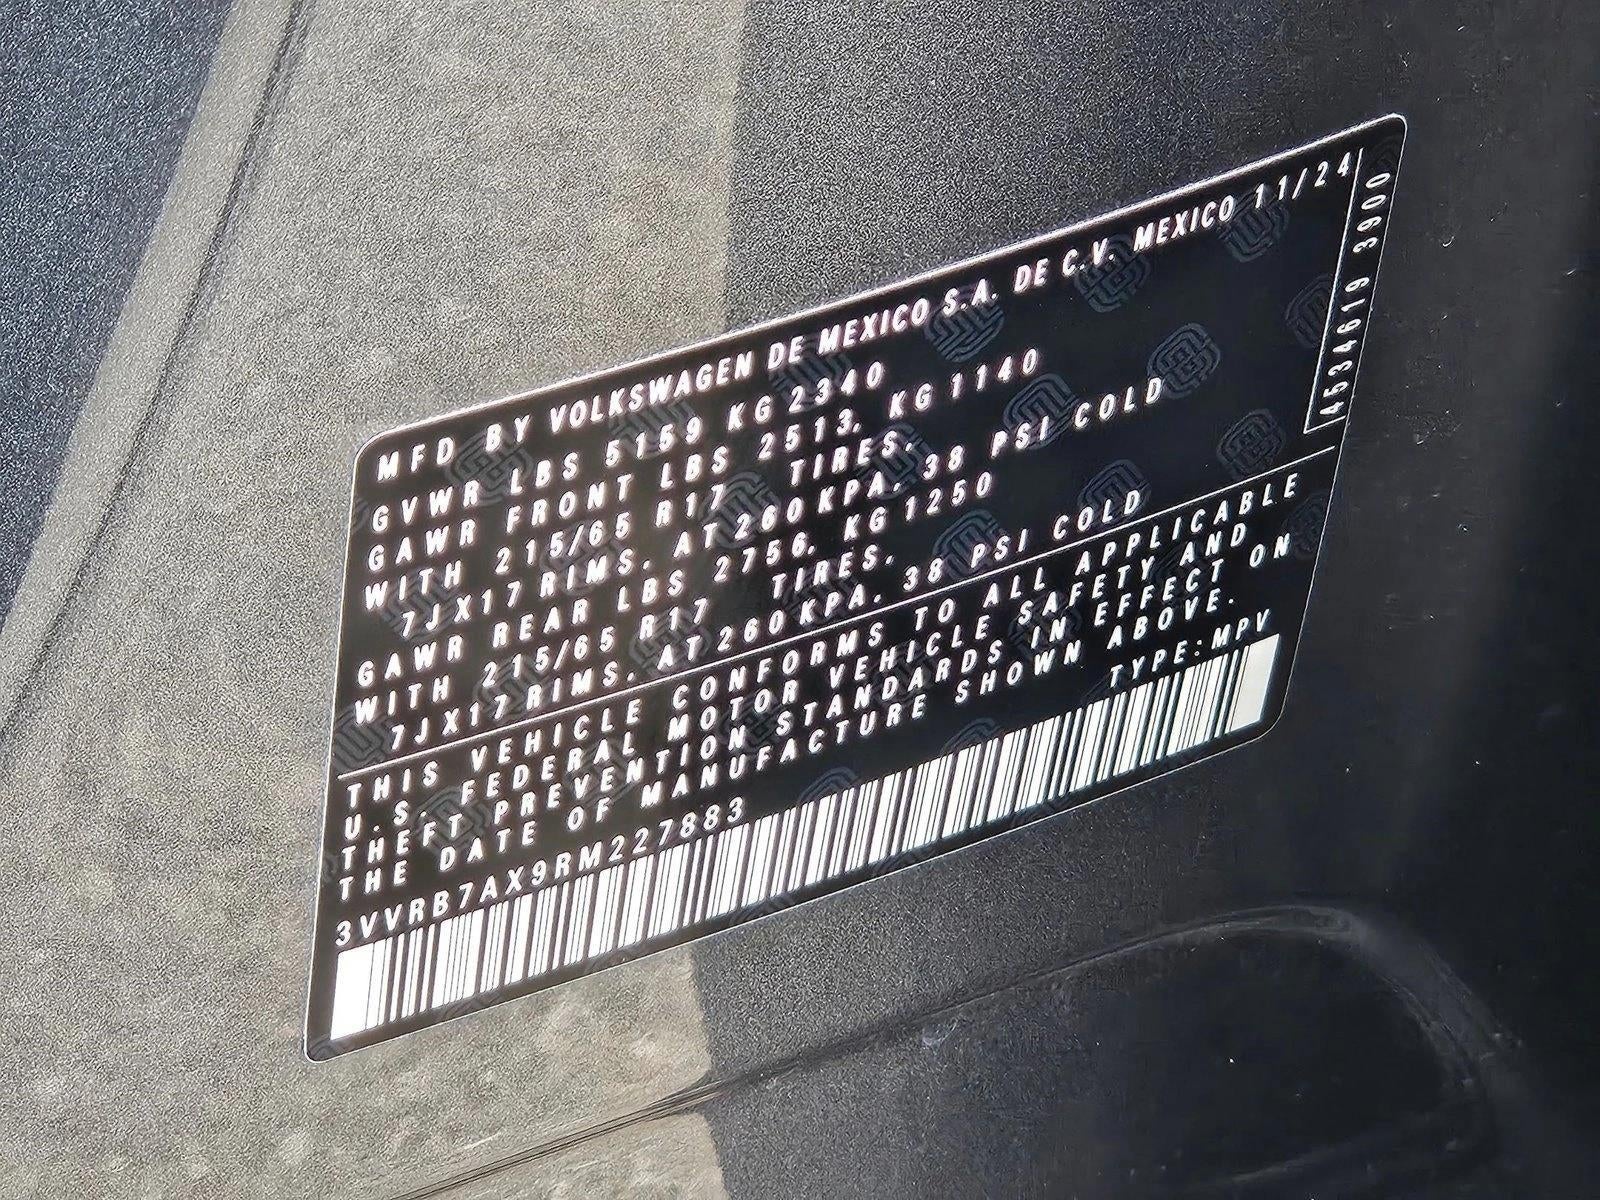 MFD BY VOLKSWAGEN DE MEXICO S.A. DE C.V. MEXICO 11/24
GVWR LBS 5159 KG 2340
GAWR FRONT LBS 2513, KG 1140
WITH 215/65 R17 TIRES,
7JX17 RIMS, AT 260 KPA, 38 PSI COLD
GAWR REAR LBS 2756, KG 1250
WITH 215/65 R17 TIRES,
7JX17 RIMS, AT 260 KPA, 38 PSI COLD
THIS VEHICLE CONFORMS TO ALL APPLICABLE
U.S. FEDERAL MOTOR VEHICLE SAFETY AND
THEFT PREVENTION STANDARDS IN EFFECT ON
THE DATE OF MANUFACTURE SHOWN ABOVE.
3VVRB7AX9RM227883 TYPE:MPV
4534619 3900